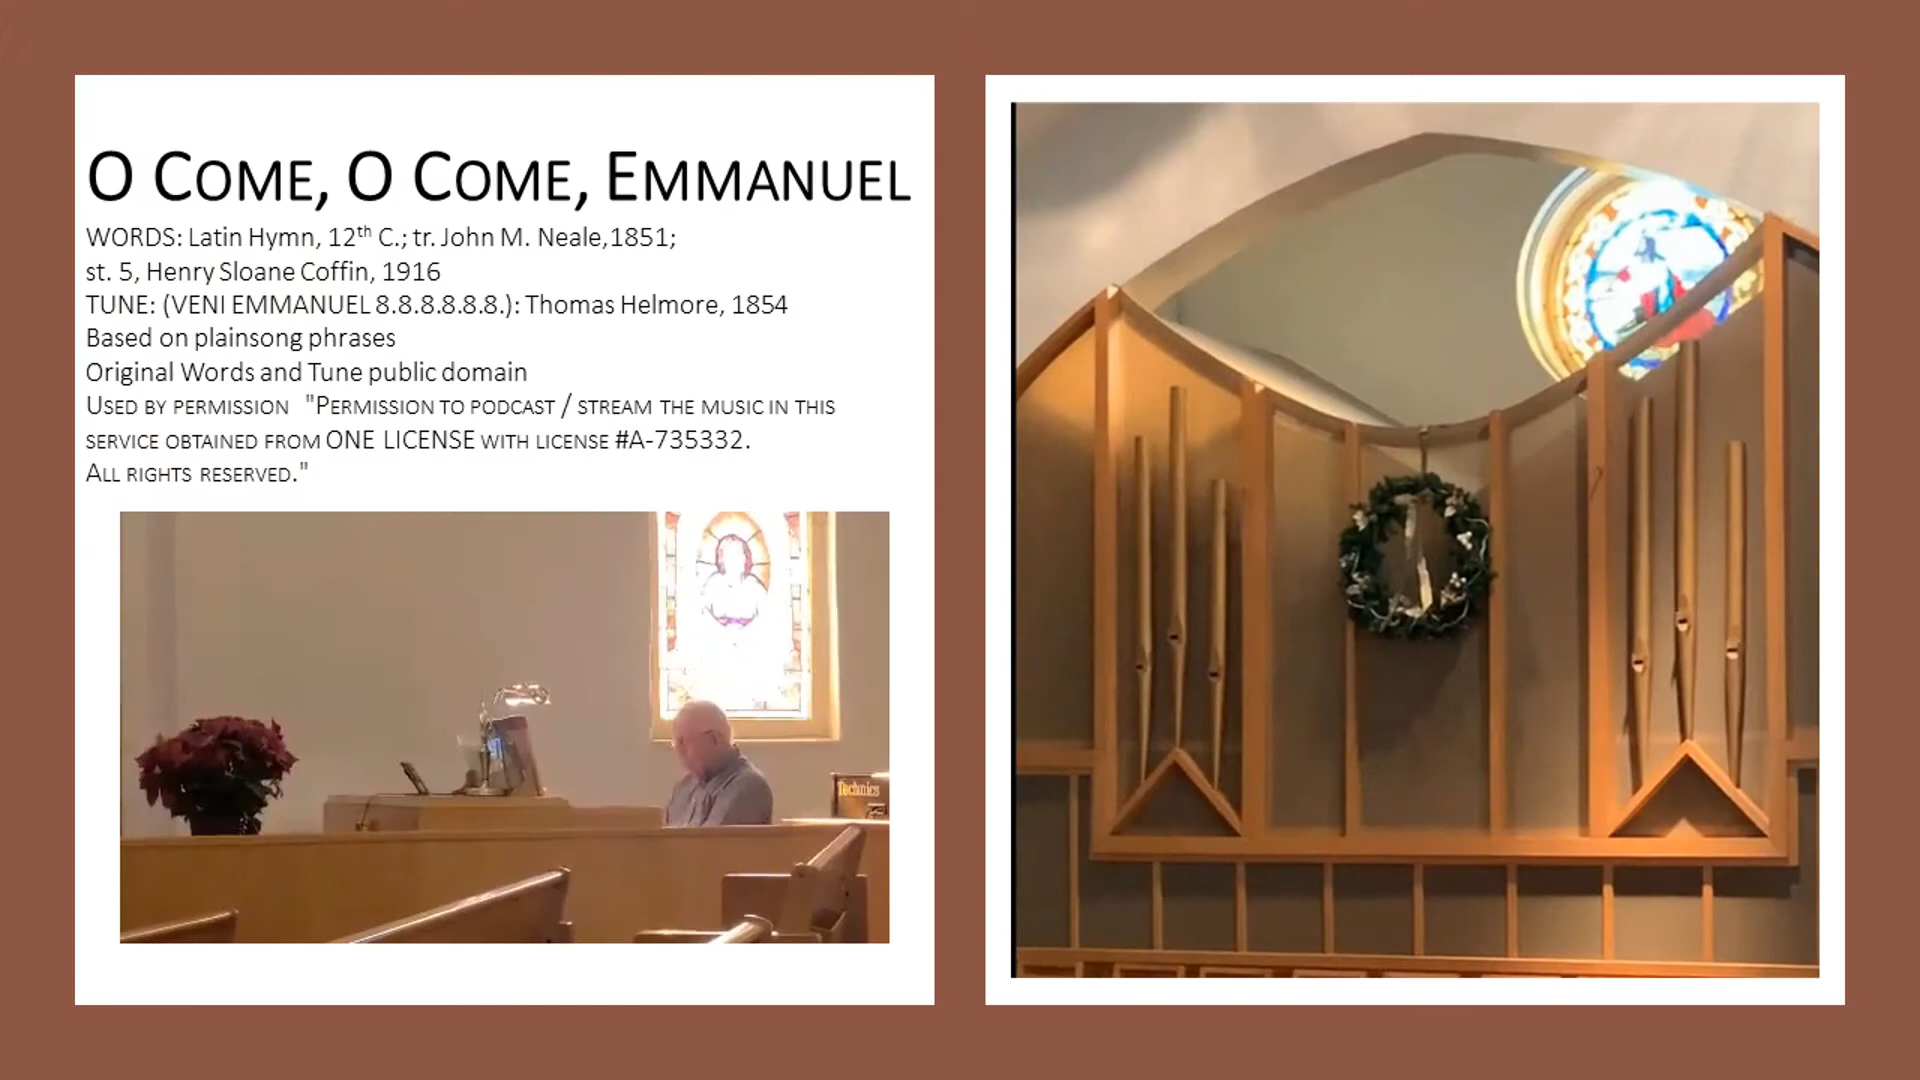 O COME, O COME, EMMANUEL
WORDS: Latin Hymn, 12th C.; tr. John M. Neale,1851;
st. 5, Henry Sloane Coffin, 1916
TUNE: (VENI EMMANUEL 8.8.8.8.8.8.): Thomas Helmore, 1854
Based on plainsong phrases
Original Words and Tune public domain
USED BY PERMISSION "PERMISSION TO PODCAST / STREAM THE MUSIC IN THIS
SERVICE OBTAINED FROM ONE LICENSE WITH LICENSE #A-735332.
ALL RIGHTS RESERVED."
Technics